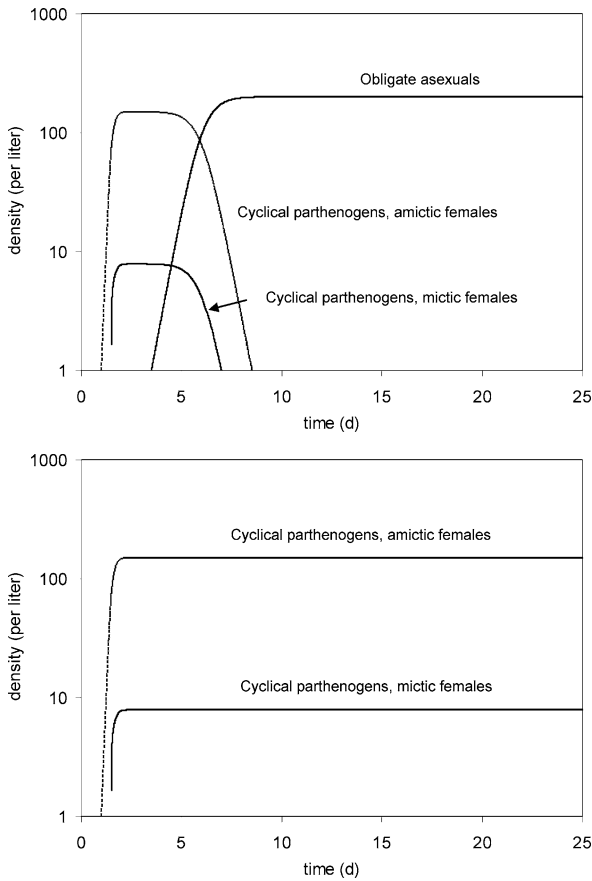 1000
Obligate asexuals
100
density (per liter)
Cyclical parthenogens, amictic females
10
Cyclical parthenogens, mictic females
1
0 5 10 15 20 25
time (d)
1000
Cyclical parthenogens, amictic females
100
density (per liter)
Cyclical parthenogens, mictic females
10
1
0 5 10 15 20 25
time (d)